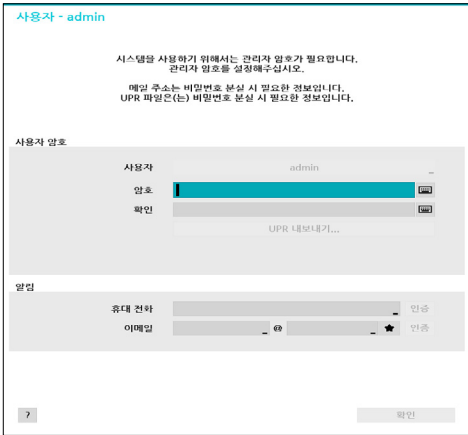 사용자 - admin
시스템을 사용하기 위해서는 관리자 암호가 필요합니다.
관리자 암호를 설정해주십시오.
메일 주소는 비밀번호 분실 시 필요한 정보입니다.
UPR 파일은(는) 비밀번호 분실 시 필요한 정보입니다.
사용자 암호
사용자 admin
암호
확인
UPR 내보내기...
알림
휴대 전화 인증
이메일 @ 인증
? 확인